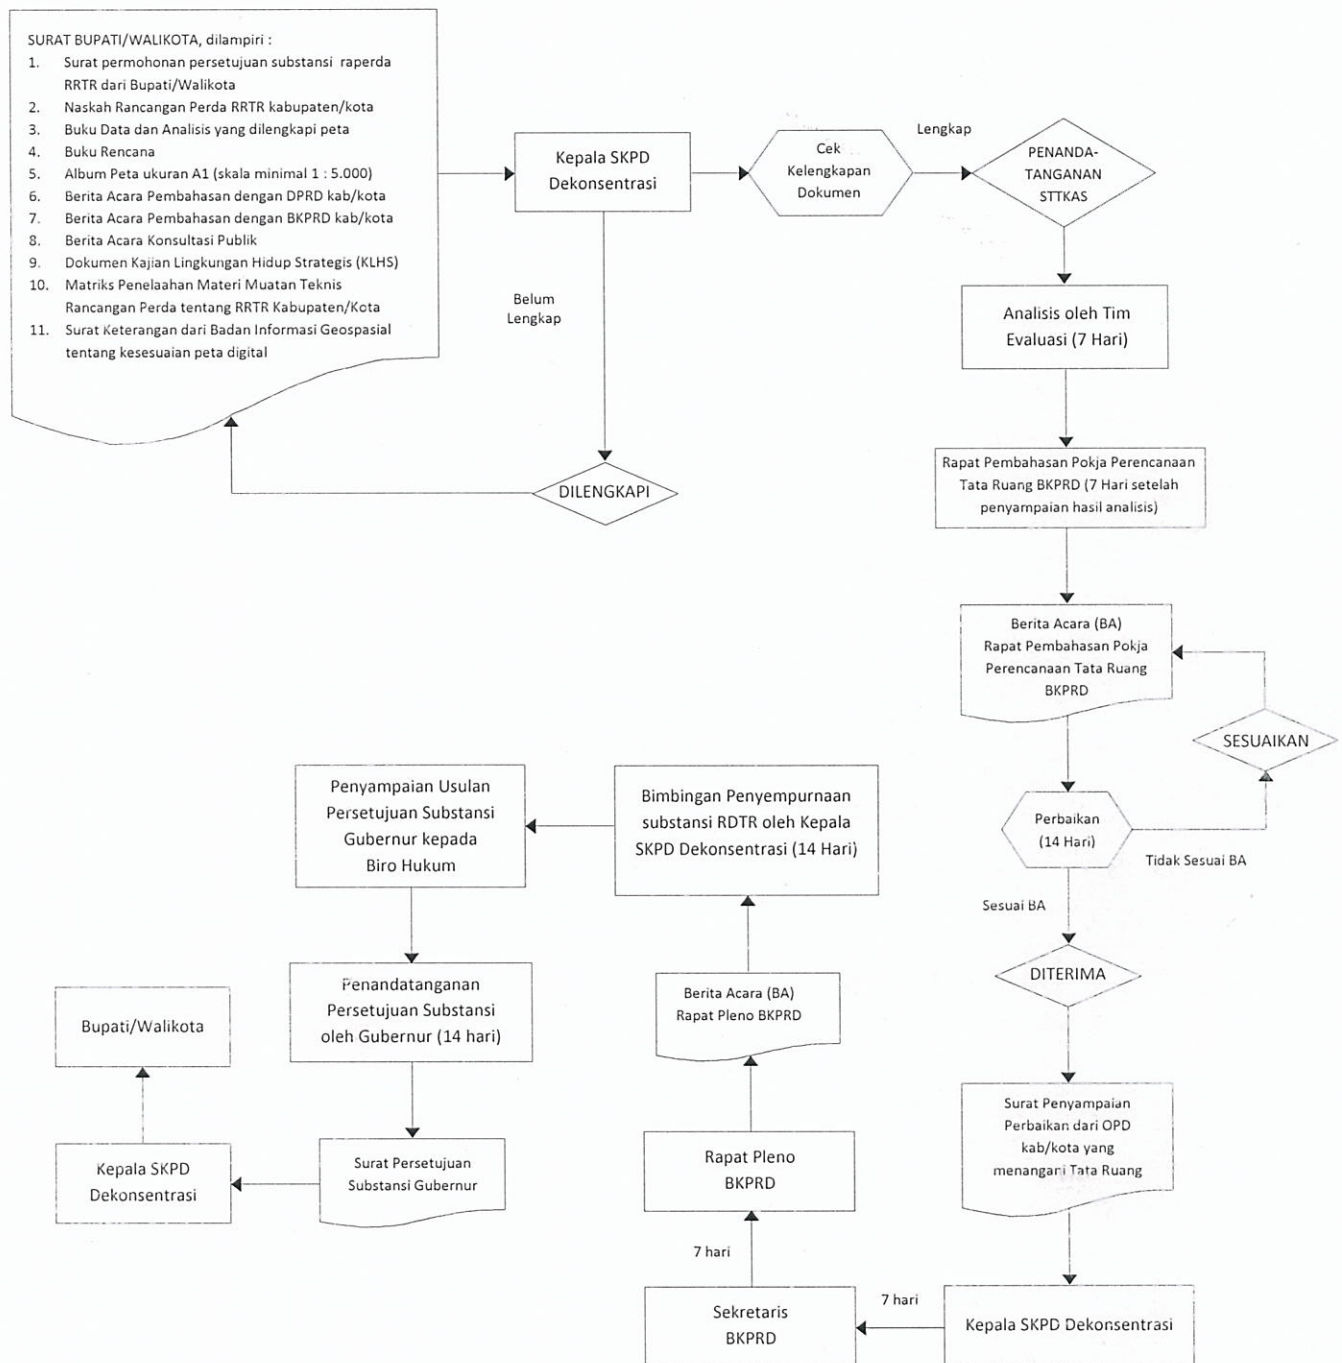 SURAT BUPATI/WALIKOTA, dilampiri :
1. Surat permohonan persetujuan substansi raperda
RRTR dari Bupati/Walikota
2. Naskah Rancangan Perda RRTR kabupaten/kota
3. Buku Data dan Analisis yang dilengkapi peta
4. Buku Rencana
5. Album Peta ukuran A1 (skala minimal 1 : 5.000)
6. Berita Acara Pembahasan dengan DPRD kab/kota
7. Berita Acara Pembahasan dengan BKPRD kab/kota
8. Berita Acara Konsultasi Publik
9. Dokumen Kajian Lingkungan Hidup Strategis (KLHS)
10. Matriks Penelaahan Materi Muatan Teknis
Rancangan Perda tentang RRTR Kabupaten/Kota
11. Surat Keterangan dari Badan Informasi Geospasial
tentang kesesuaian peta digital
Kepala SKPD
Dekonsentrasi
Cek
Kelengkapan
Dokumen
Lengkap
PENANDA-
TANGANAN
STTKAS
Belum
Lengkap
DILENGKAPI
Analisis oleh Tim
Evaluasi (7 Hari)
Rapat Pembahasan Pokja Perencanaan
Tata Ruang BKPRD (7 Hari setelah
penyampaian hasil analisis)
Berita Acara (BA)
Rapat Pembahasan Pokja
Perencanaan Tata Ruang
BKPRD
SESUAIKAN
Perbaikan
(14 Hari)
Tidak Sesuai BA
Sesuai BA
DITERIMA
Surat Penyampaian
Perbaikan dari OPD
kab/kota yang
menangani Tata Ruang
Kepala SKPD Dekonsentrasi
7 hari
Sekretaris
BKPRD
7 hari
Rapat Pleno
BKPRD
Berita Acara (BA)
Rapat Pleno BKPRD
Bimbingan Penyempurnaan
substansi RDTR oleh Kepala
SKPD Dekonsentrasi (14 Hari)
Penyampaian Usulan
Persetujuan Substansi
Gubernur kepada
Biro Hukum
Penandatanganan
Persetujuan Substansi
oleh Gubernur (14 hari)
Surat Persetujuan
Substansi Gubernur
Kepala SKPD
Dekonsentrasi
Bupati/Walikota